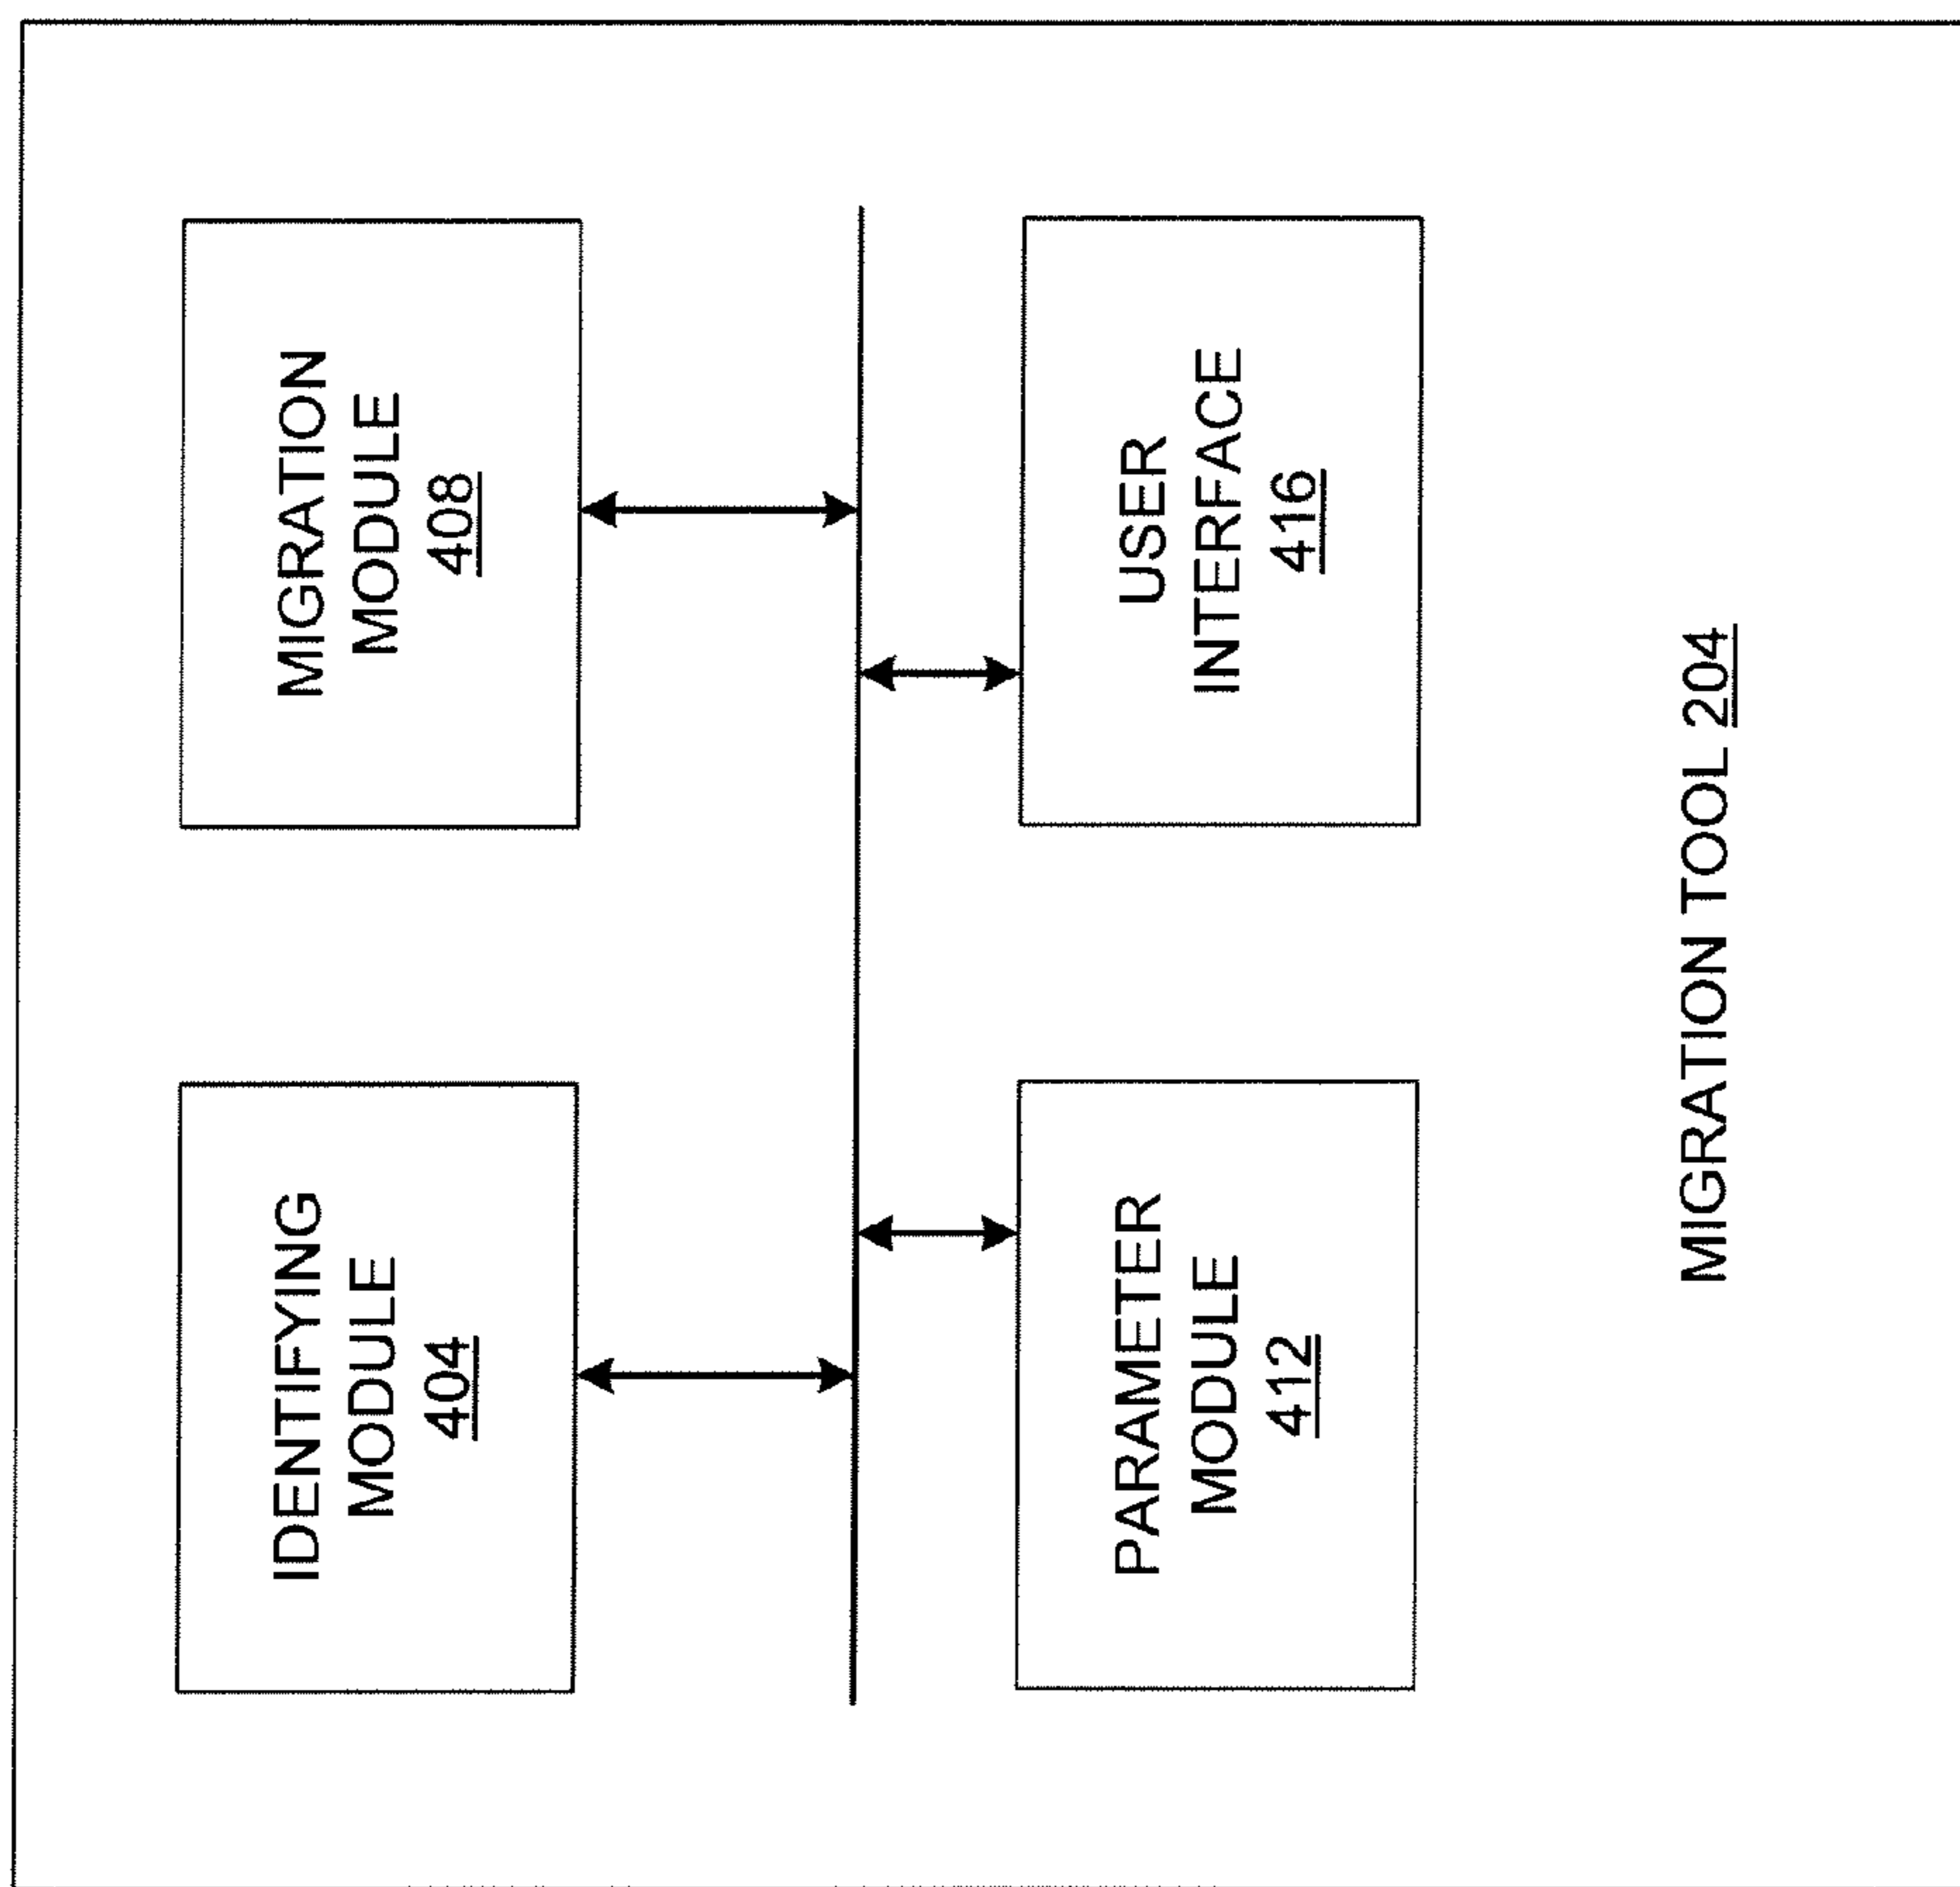 IDENTIFYING
MODULE
404
MIGRATION
MODULE
408
PARAMETER
MODULE
412
USER
INTERFACE
416
MIGRATION TOOL 204